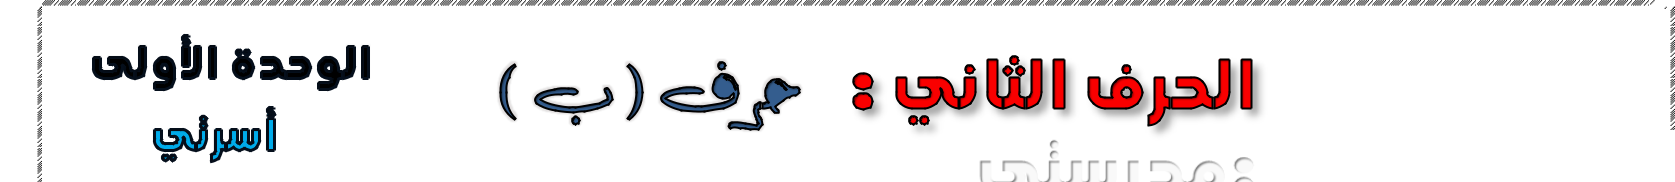 الحرف الثاني : حرف ( ب )
الوحدة الأولى
أسرتي